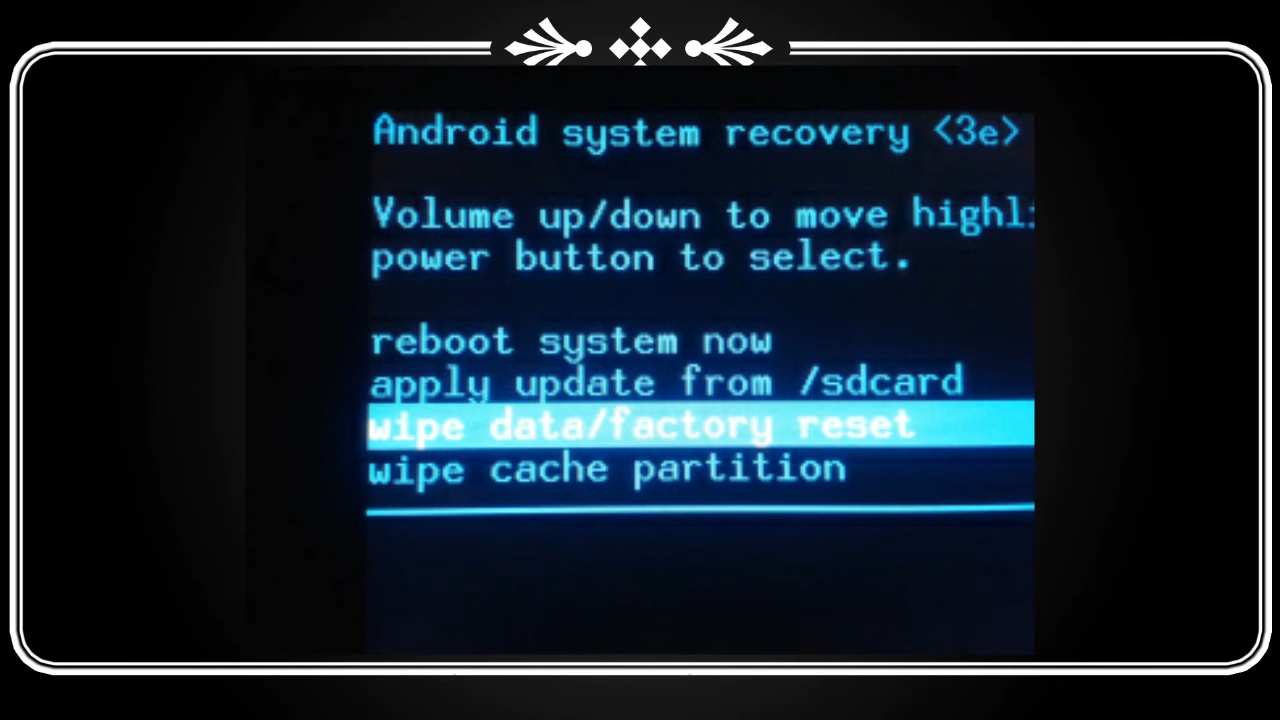 Android system recovery <3e>
Volume up/down to move highl
power button to select.
reboot system now
apply update from /sdcard
wipe data/factory reset
wipe cache partition